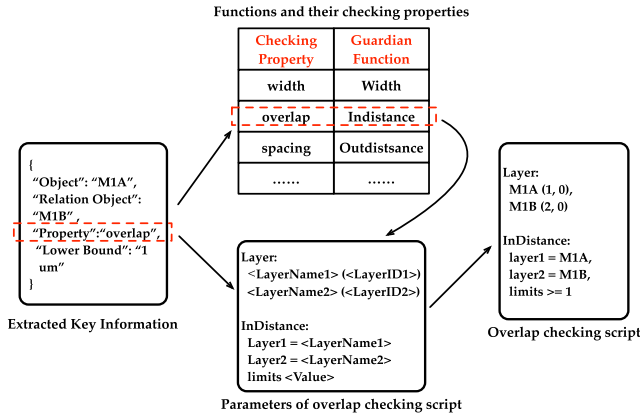 Functions and their checking properties
Checking Property
Guardian Function
width
Width
overlap
Indistance
spacing
Outdistsance
......
......
{
“Object”: “M1A”,
“Relation Object”:
“M1B” ,
“Property”:“overlap”,
“Lower Bound”: “1
um”
}
Extracted Key Information
Layer:
<LayerName1> (<LayerID1>)
<LayerName2> (<LayerID2>)
InDistance:
Layer1 = <LayerName1>
Layer2 = <LayerName2>
limits <Value>
Parameters of overlap checking script
Layer:
M1A (1, 0),
M1B (2, 0)
InDistance:
layer1 = M1A,
layer2 = M1B,
limits >= 1
Overlap checking script